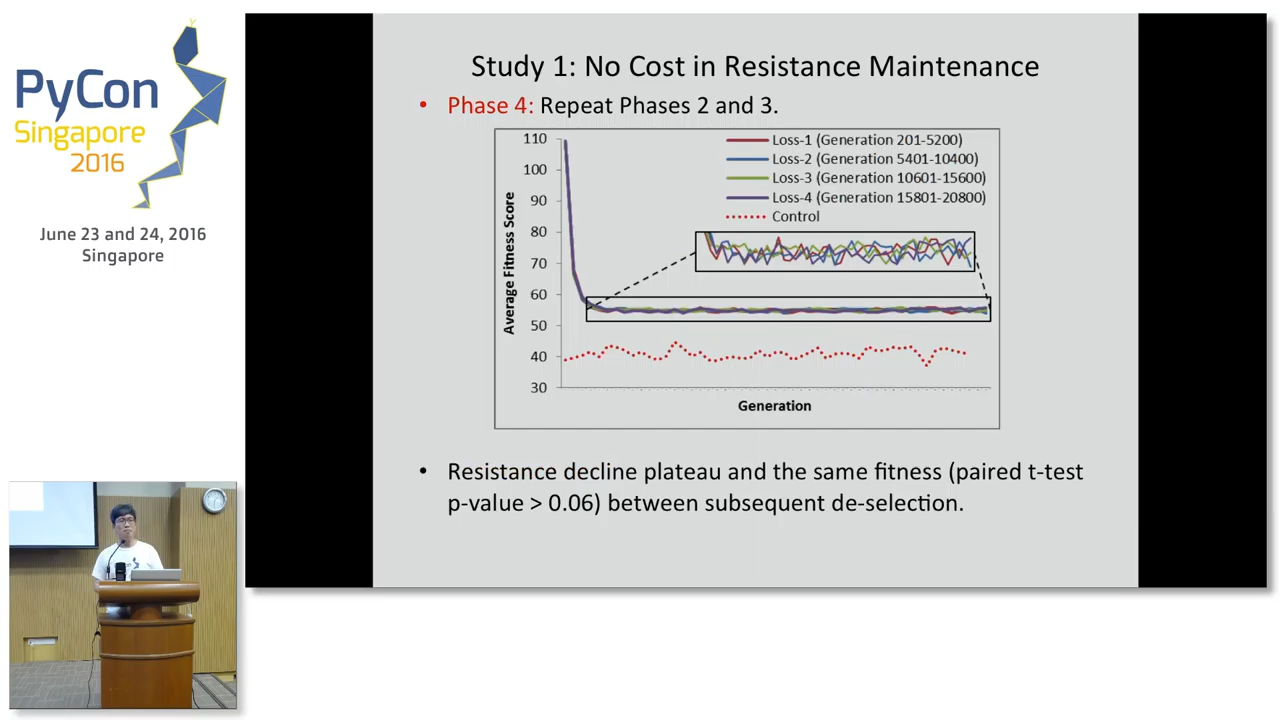 PyCon
Singapore
2016
June 23 and 24, 2016
Singapore
Study 1: No Cost in Resistance Maintenance
• Phase 4: Repeat Phases 2 and 3.
110
100
90
80
70
60
50
40
30
Average Fitness Score
Generation
Loss-1 (Generation 201-5200)
Loss-2 (Generation 5401-10400)
Loss-3 (Generation 10601-15600)
Loss-4 (Generation 15801-20800)
Control
• Resistance decline plateau and the same fitness (paired t-test
p-value > 0.06) between subsequent de-selection.